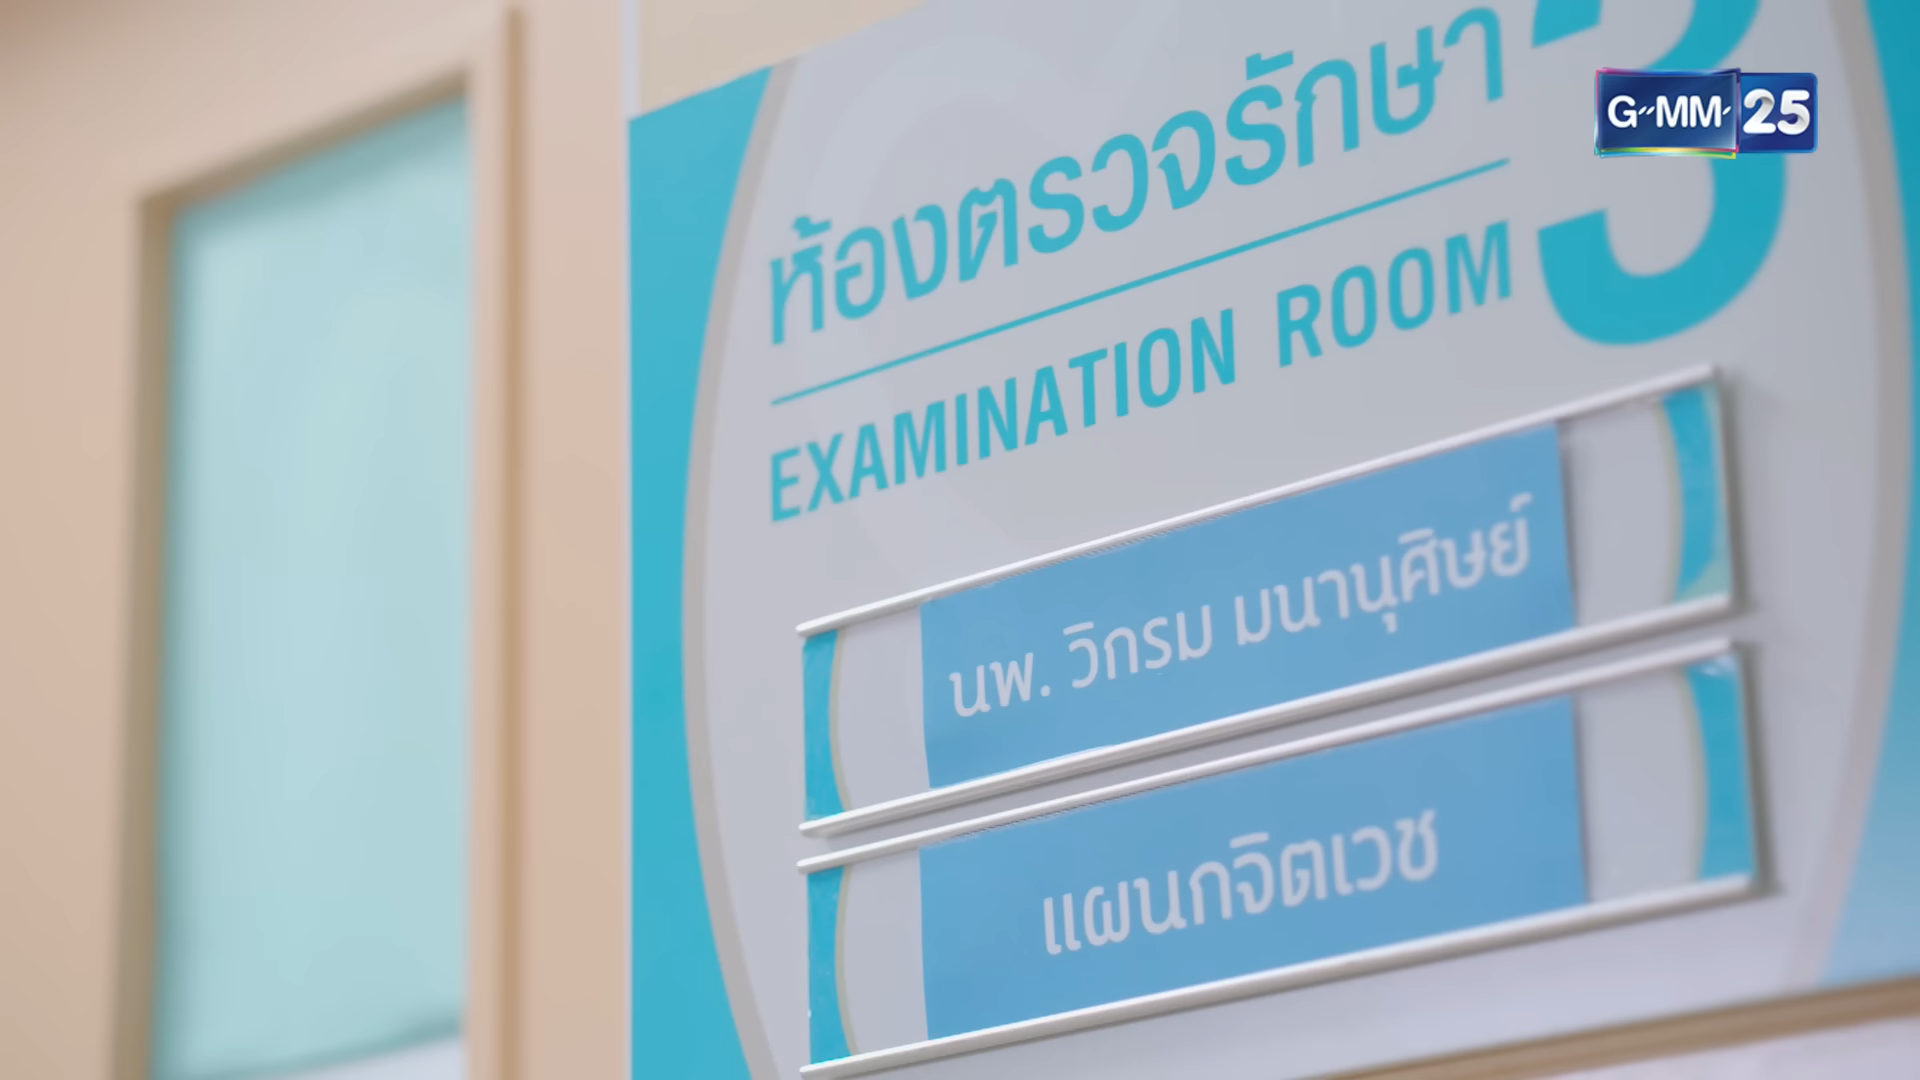 ห้องตรวจรักษา 3
EXAMINATION ROOM
นพ. วิกรม มนานุศิษย์
แผนกจิตเวช
GMM 25